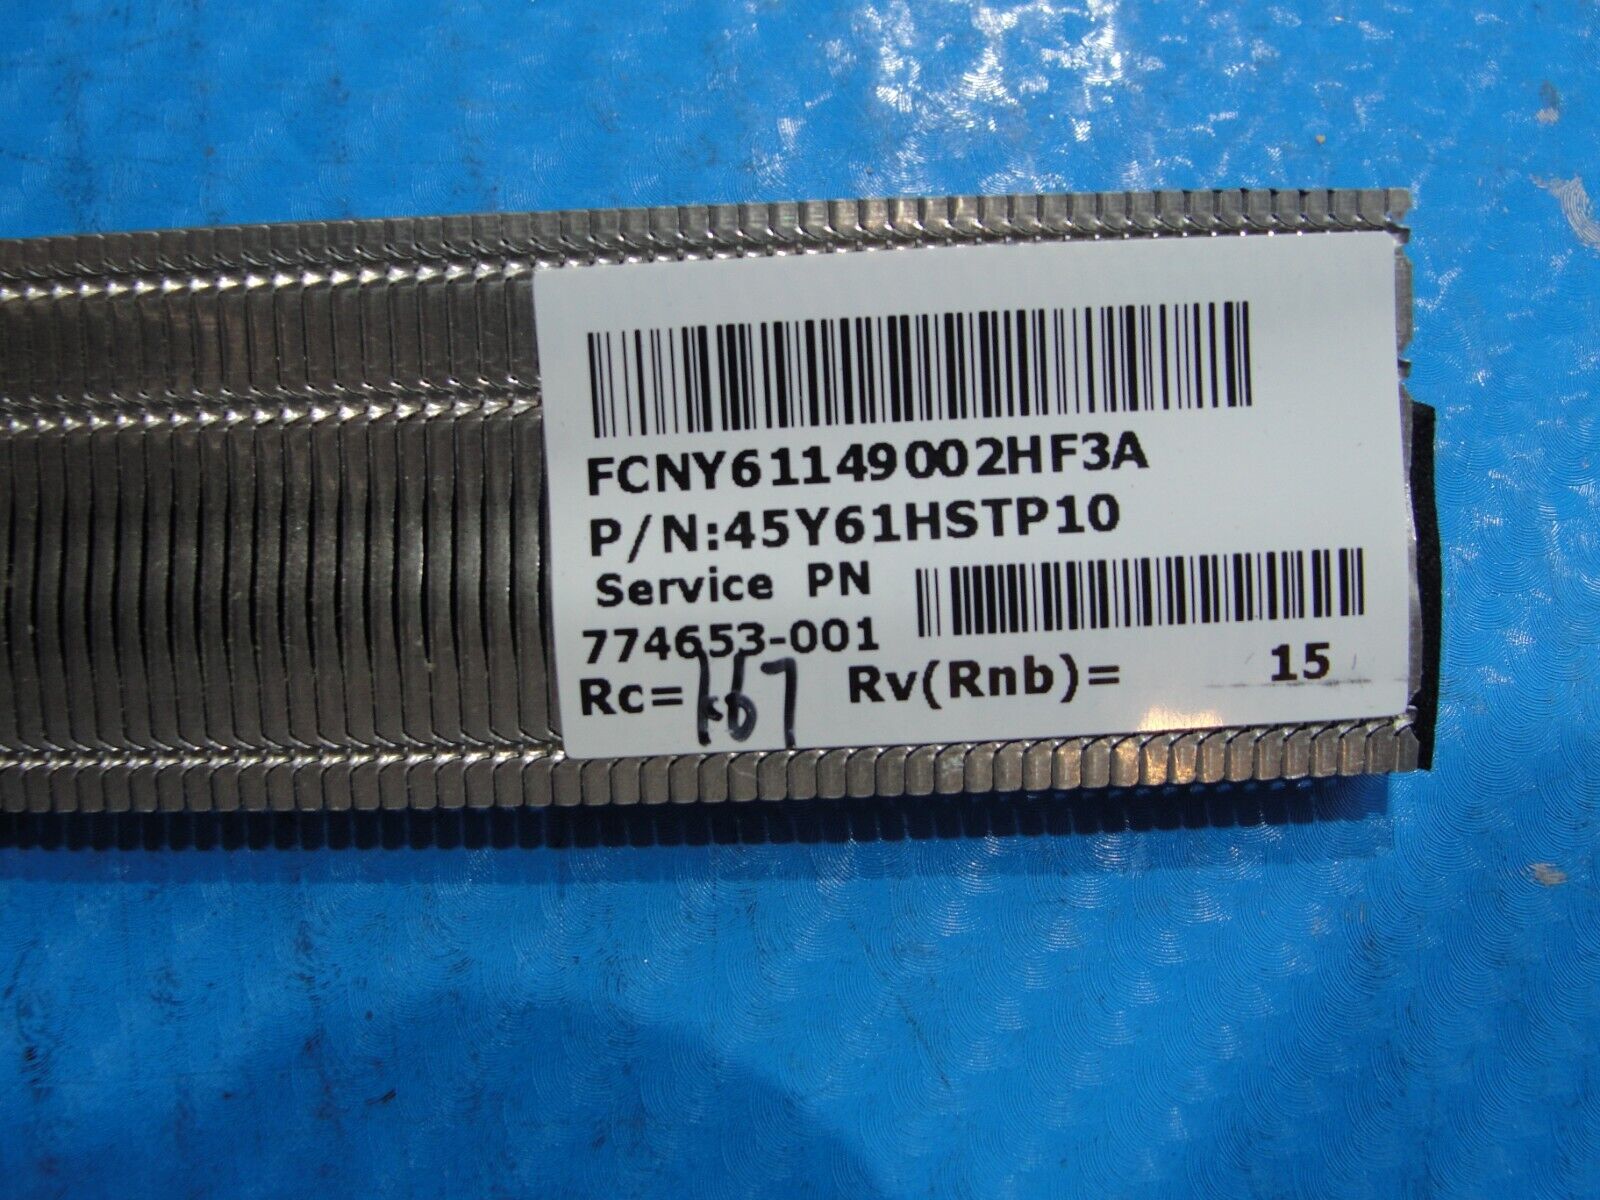 FCNY61149002HF3A
P/N:45Y61HSTP10
Service PN
774653-001
Rc= Rv(Rnb)= 15